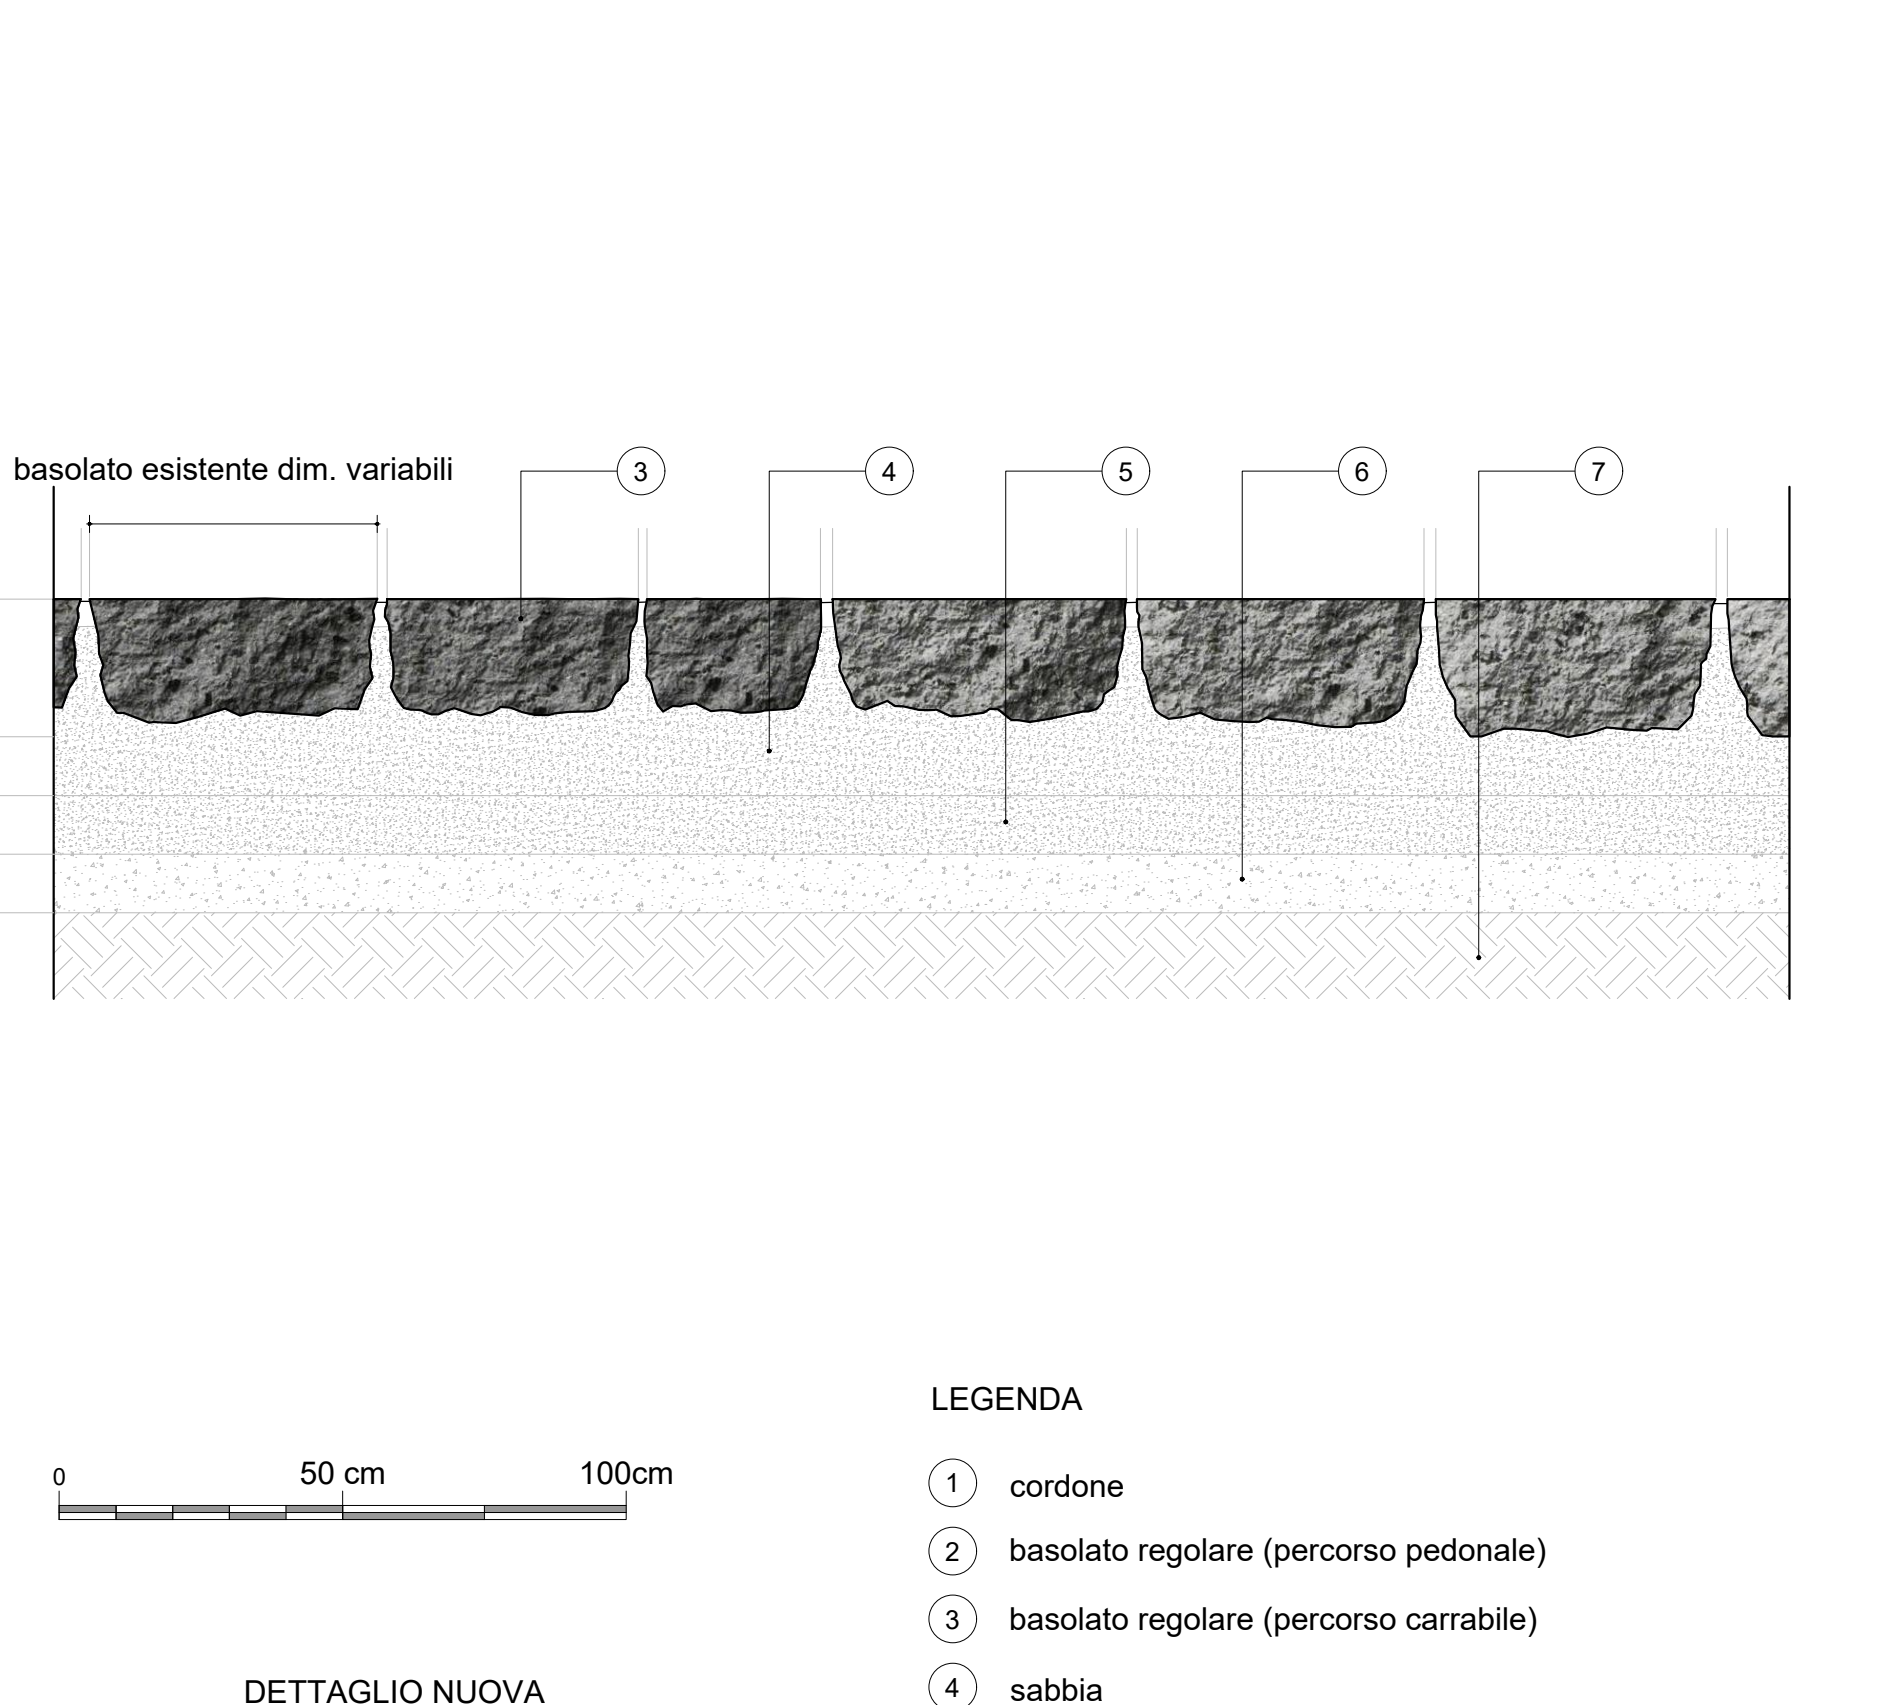 basolato esistente dim. variabili
3
4
5
6
7
LEGENDA
0 50 cm 100cm
1 cordone
2 basolato regolare (percorso pedonale)
3 basolato regolare (percorso carrabile)
4 sabbia
DETTAGLIO NUOVA